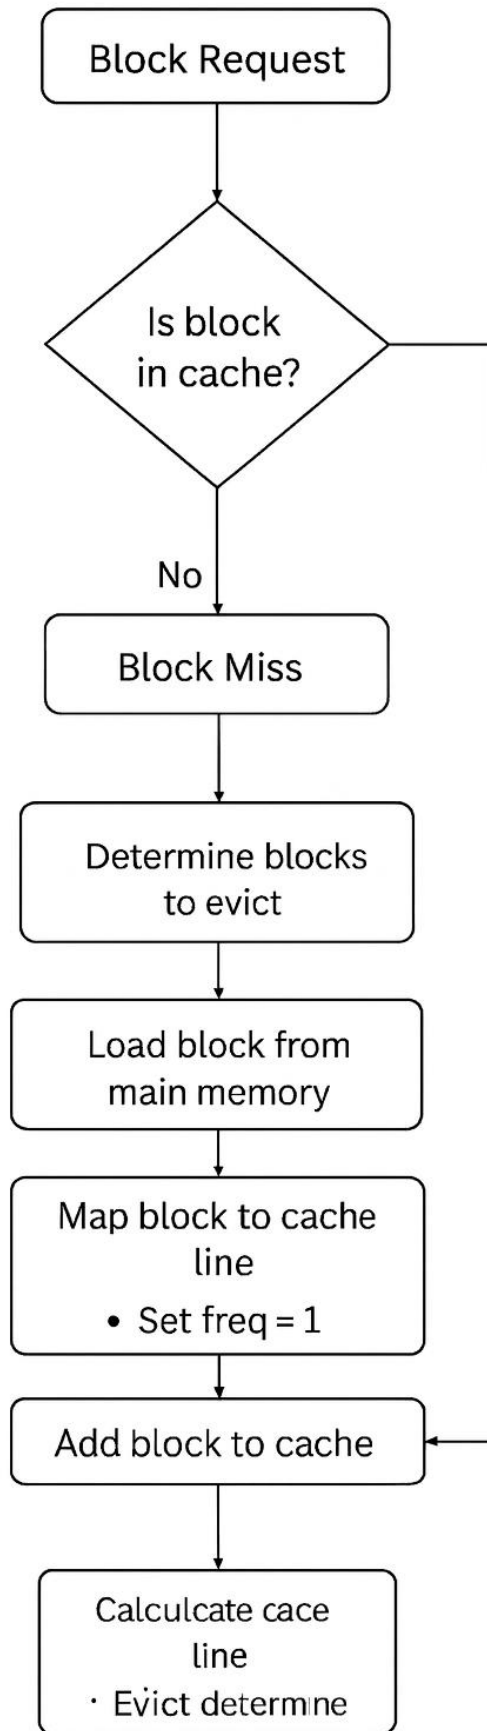 Block Request
Is block
in cache?
No
Block Miss
Determine blocks
to evict
Load block from
main memory
Map block to cache
line
• Set freq = 1
Add block to cache
Calculcate cace
line
· Evict determine